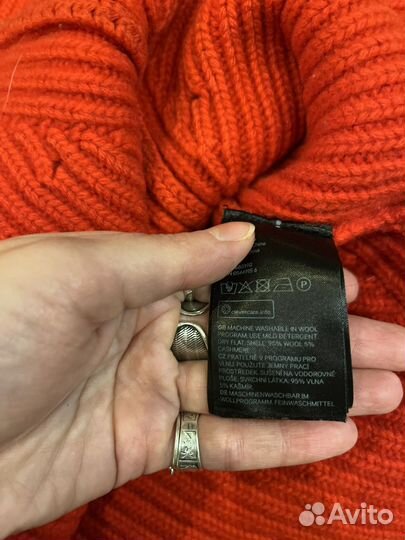 clevercare.info
GB MACHINE WASHABLE IN WOOL
PROGRAM, USE MILD DETERGENT.
DRY FLAT. SHELL: 95% WOOL 5%
CASHMERE
CZ PRATELNÉ V PROGRAMU PRO
VLNU, POUŽIJTE JEMNÝ PRACÍ
PROSTŘEDEK. SUŠENÍ NA VODOROVNÉ
PLOŠE. SVRCHNÍ LÁTKA: 95% VLNA
5% KAŠMÍR
DE MASCHINENWASCHBAR IM
WOLLPROGRAMM. FEINWASCHMITTEL
Avito